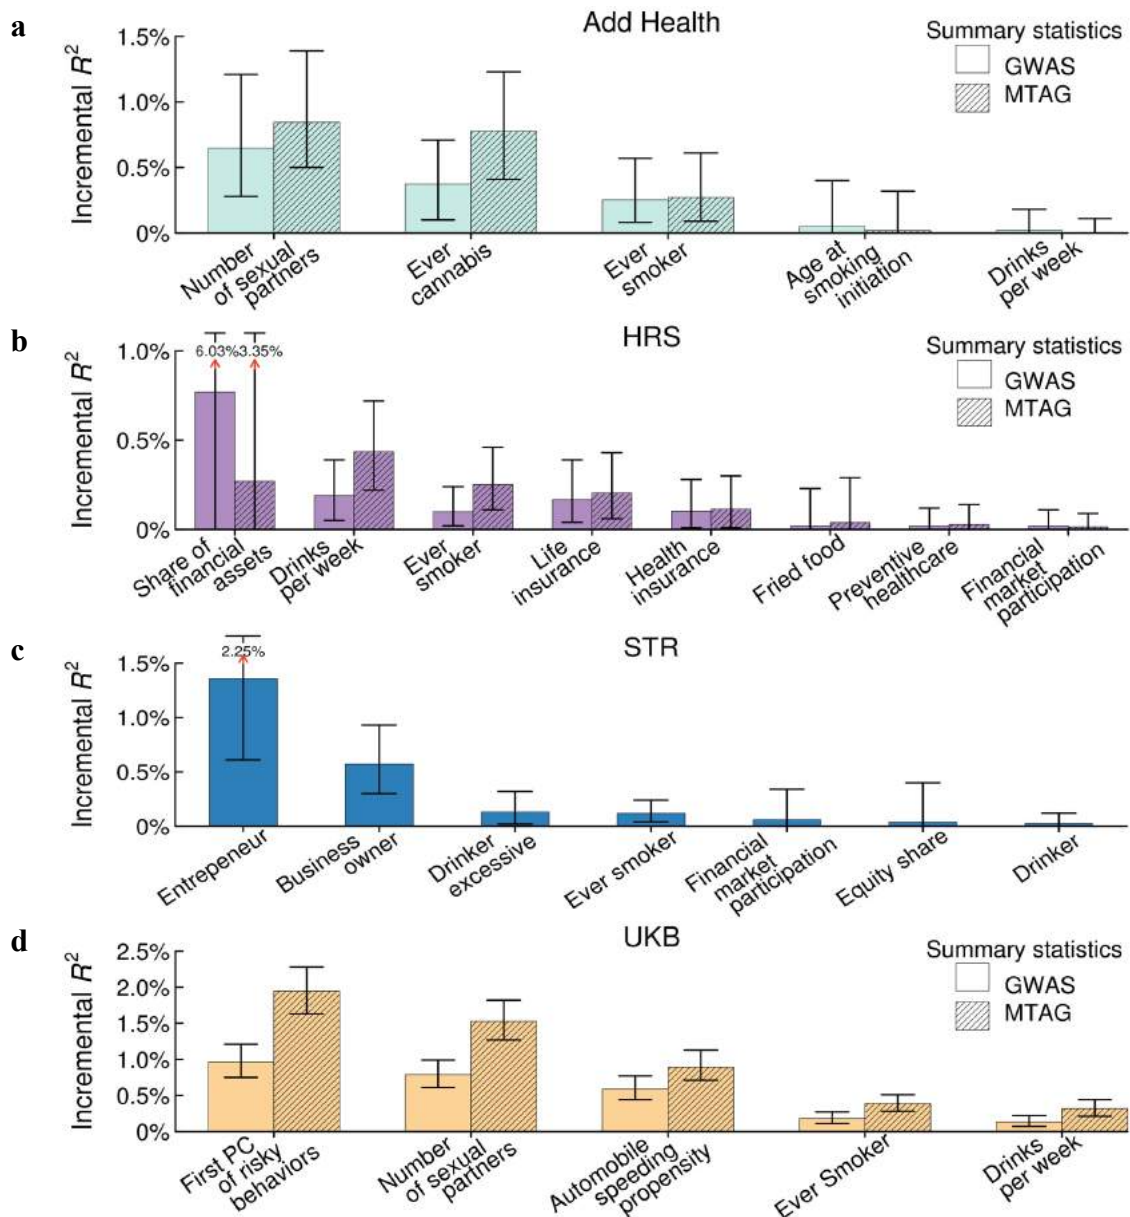 a
Add Health
Summary statistics
GWAS
MTAG
Incremental R²
1.5%
1.0%
0.5%
0%
Number
of sexual
partners
Ever
cannabis
Ever
smoker
Age at
smoking
initiation
Drinks
per week
b
HRS
Summary statistics
GWAS
MTAG
Incremental R²
1.0%
0.5%
0%
6.03%
3.35%
Share of
financial
assets
Drinks
per week
Ever
smoker
Life
insurance
Health
insurance
Fried food
Preventive
healthcare
Financial
market
participation
c
STR
Incremental R²
1.5%
1.0%
0.5%
0%
2.25%
Entrepeneur
Business
owner
Drinker
excessive
Ever smoker
Financial
market
participation
Equity share
Drinker
d
UKB
Summary statistics
GWAS
MTAG
Incremental R²
2.5%
2.0%
1.5%
1.0%
0.5%
0%
First PC
of risky
behaviors
Number
of sexual
partners
Automobile
speeding
propensity
Ever Smoker
Drinks
per week